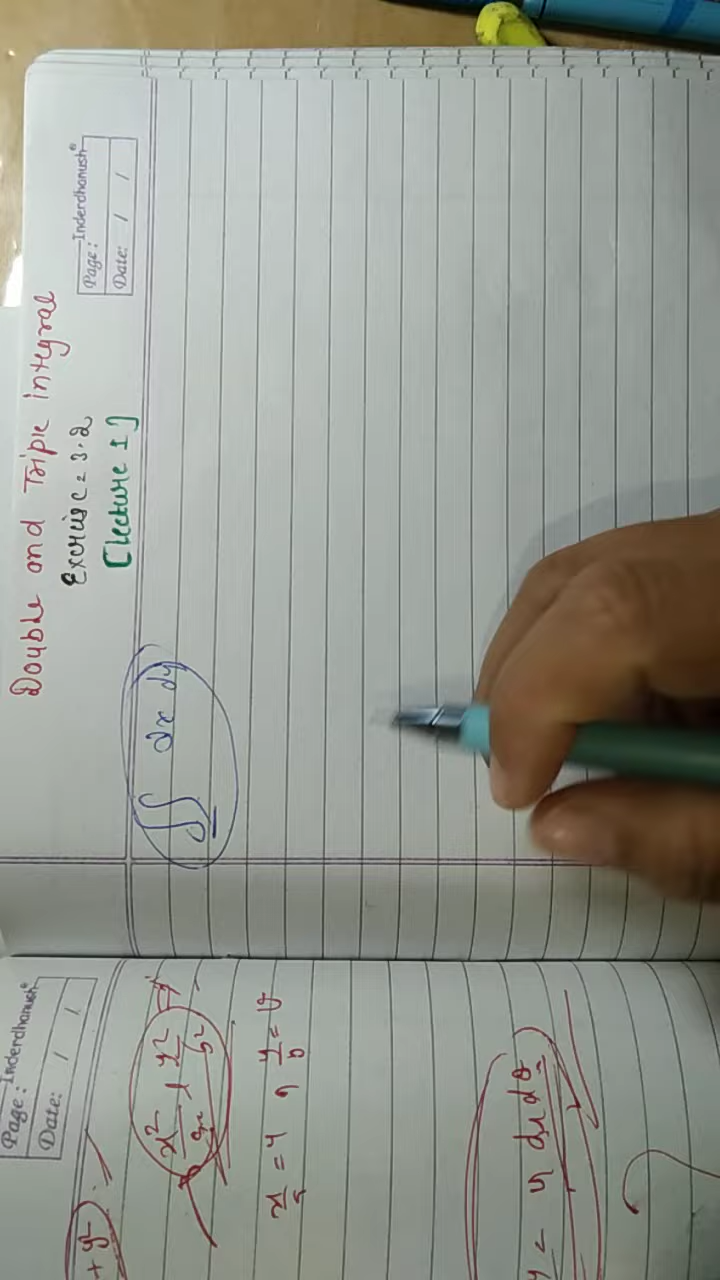 Double and Triple integral
Exercise = 3.2
[Lecture 1]
Inderdhanush®
Page:
Date: / /
∬ dx dy
Inderdhanush®
Page:
Date: / /
x²/a² + y²/b²
x/a = u, y/b = v